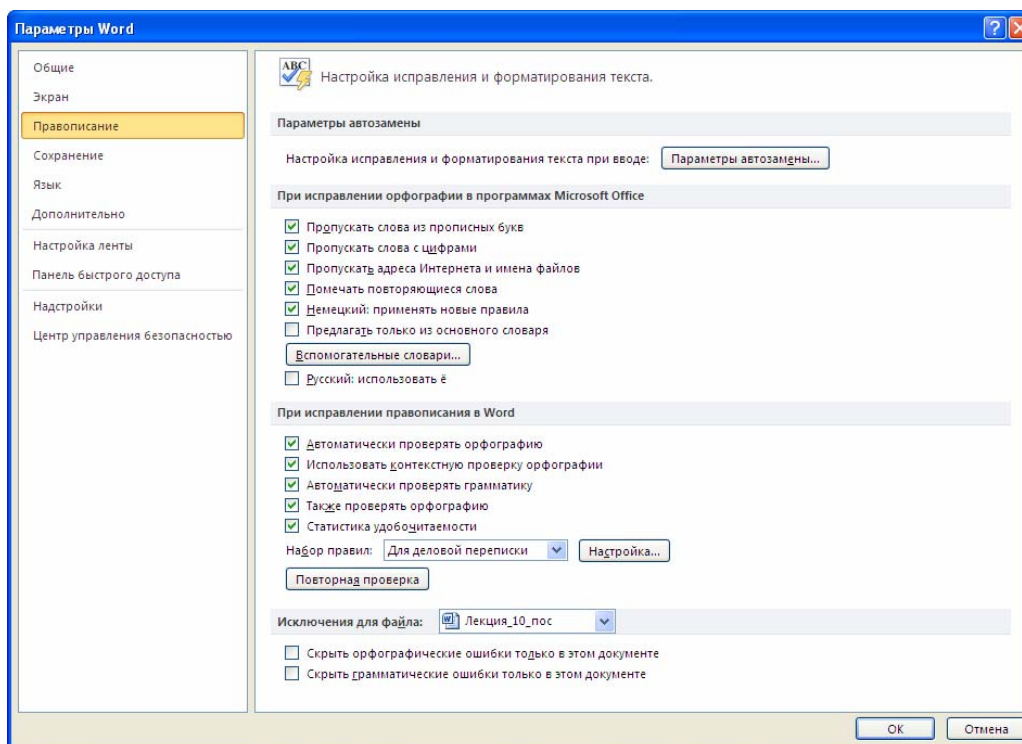 Параметры Word
Общие
Экран
Правописание
Сохранение
Язык
Дополнительно
Настройка ленты
Панель быстрого доступа
Надстройки
Центр управления безопасностью
ABC
Настройка исправления и форматирования текста.
Параметры автозамены
Настройка исправления и форматирования текста при вводе: Параметры автозамены...
При исправлении орфографии в программах Microsoft Office
Пропускать слова из прописных букв
Пропускать слова с цифрами
Пропускать адреса Интернета и имена файлов
Помечать повторяющиеся слова
Немецкий: применять новые правила
Предлагать только из основного словаря
Вспомогательные словари...
Русский: использовать ё
При исправлении правописания в Word
Автоматически проверять орфографию
Использовать контекстную проверку орфографии
Автоматически проверять грамматику
Также проверять орфографию
Статистика удобочитаемости
Набор правил: Для деловой переписки Настройка...
Повторная проверка
Исключения для файла: Лекция_10_пос
Скрыть орфографические ошибки только в этом документе
Скрыть грамматические ошибки только в этом документе
ОК Отмена